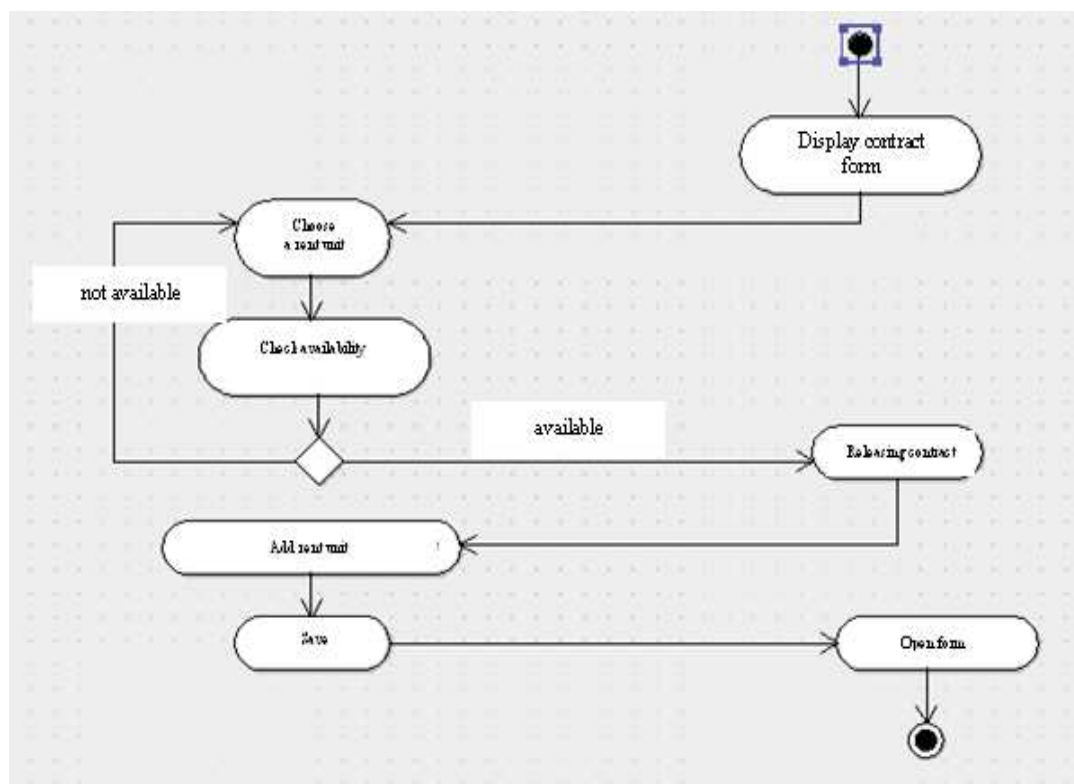 Display contract
form
Choose
a rent unit
not available
Check availability
available
Releasing contract
Add rent unit
Save
Open form